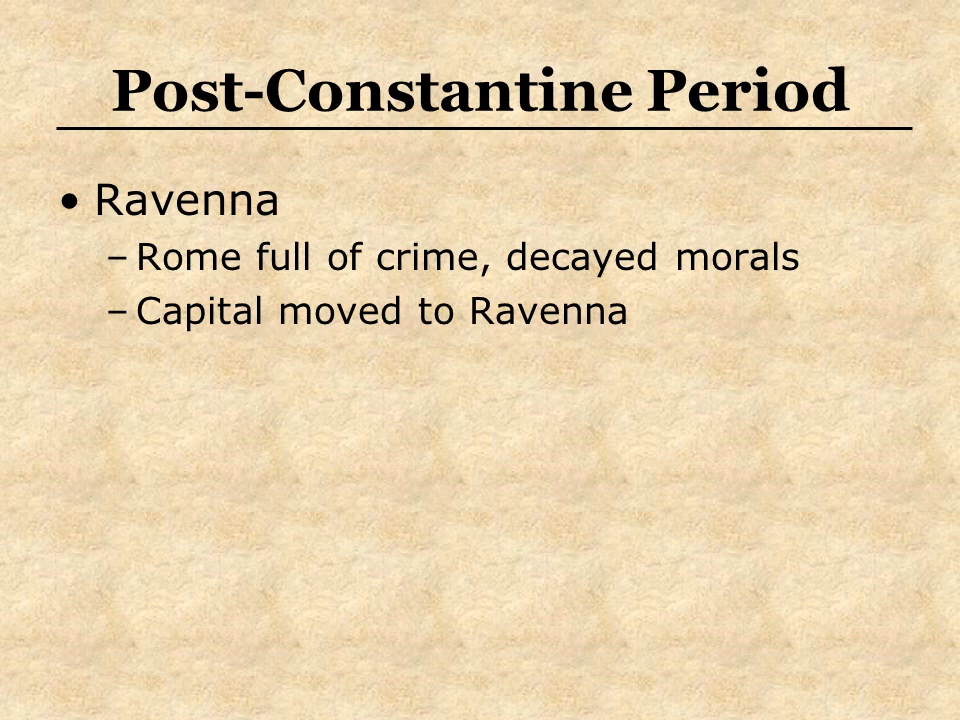 Post-Constantine Period
• Ravenna
– Rome full of crime, decayed morals
– Capital moved to Ravenna